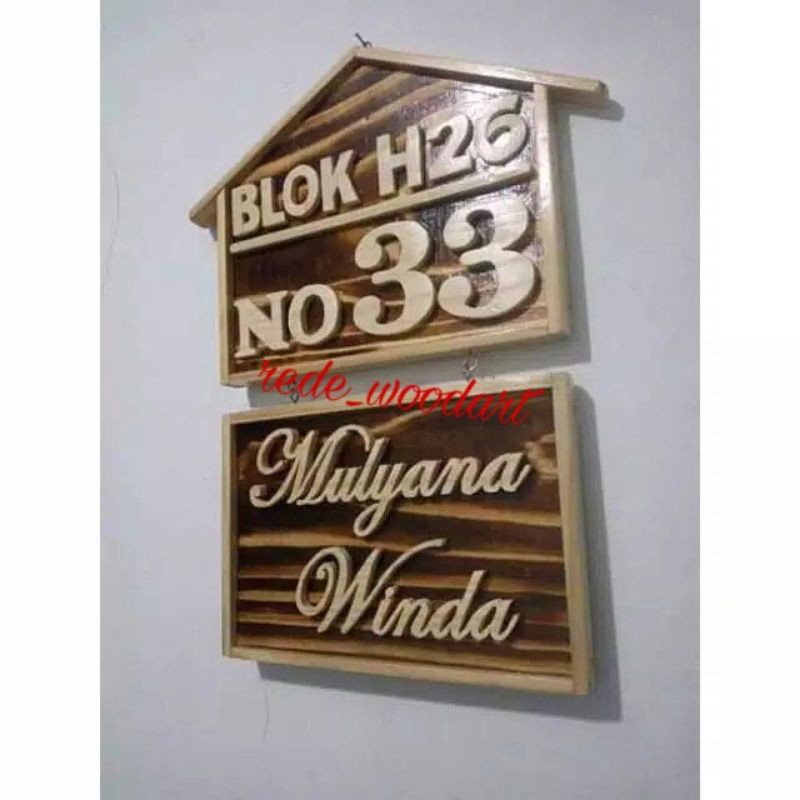 BLOK H26
NO 33
rede_woodart
Mulyana
Winda